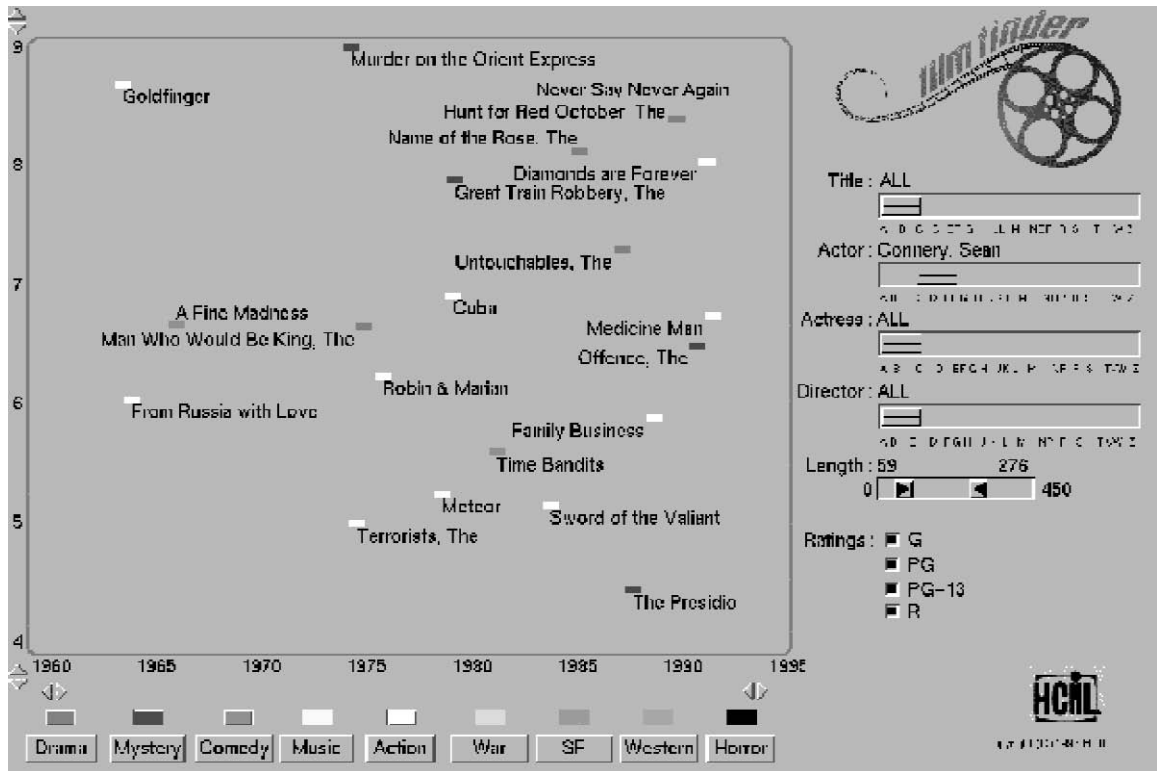 film finder
9
Murder on the Orient Express
Goldfinger
Never Say Never Again
Hunt for Red October The
Name of the Rose. The
8
Diamonds are Forever
Great Train Robbery, The
Title : ALL
Actor : Connery, Sean
Untouchables, The
7
Cuba
A Fine Madness
Man Who Would Be King, The
Medicine Man
Offence, The
Actress : ALL
Robin & Marian
6
From Russia with Love
Director : ALL
Family Business
Time Bandits
Length : 59 276
0 450
Meteor
5
Sword of the Valiant
Terrorists, The
Ratings : G
PG
PG-13
R
The Presidio
4
1960 1965 1970 1975 1980 1985 1990 1995
HCIL
Drama Mystery Comedy Music Action War SF Western Horror